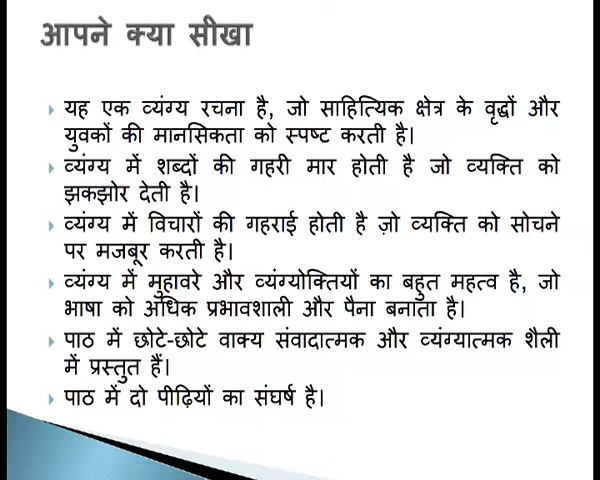 आपने क्या सीखा
यह एक व्यंग्य रचना है, जो साहित्यिक क्षेत्र के वृद्धों और
युवकों की मानसिकता को स्पष्ट करती है।
व्यंग्य में शब्दों की गहरी मार होती है जो व्यक्ति को
झकझोर देती है।
व्यंग्य में विचारों की गहराई होती है ज़ो व्यक्ति को सोचने
पर मजबूर करती है।
व्यंग्य में मुहावरे और व्यंग्योक्तियों का बहुत महत्व है, जो
भाषा को अधिक प्रभावशाली और पैना बनाता है।
पाठ में छोटे-छोटे वाक्य संवादात्मक और व्यंग्यात्मक शैली
में प्रस्तुत हैं।
पाठ में दो पीढ़ियों का संघर्ष है।